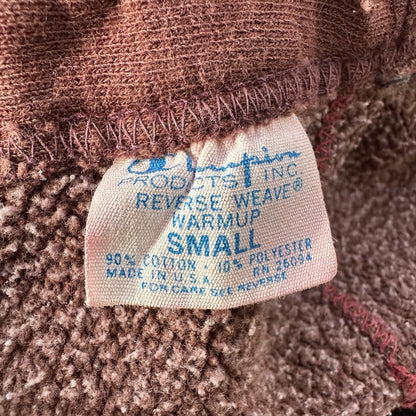 Champion
PRODUCTS INC.
REVERSE WEAVE®
WARMUP
SMALL
90% COTTON 10% POLYESTER
MADE IN U.S.A. RN 26094
FOR CARE SEE REVERSE